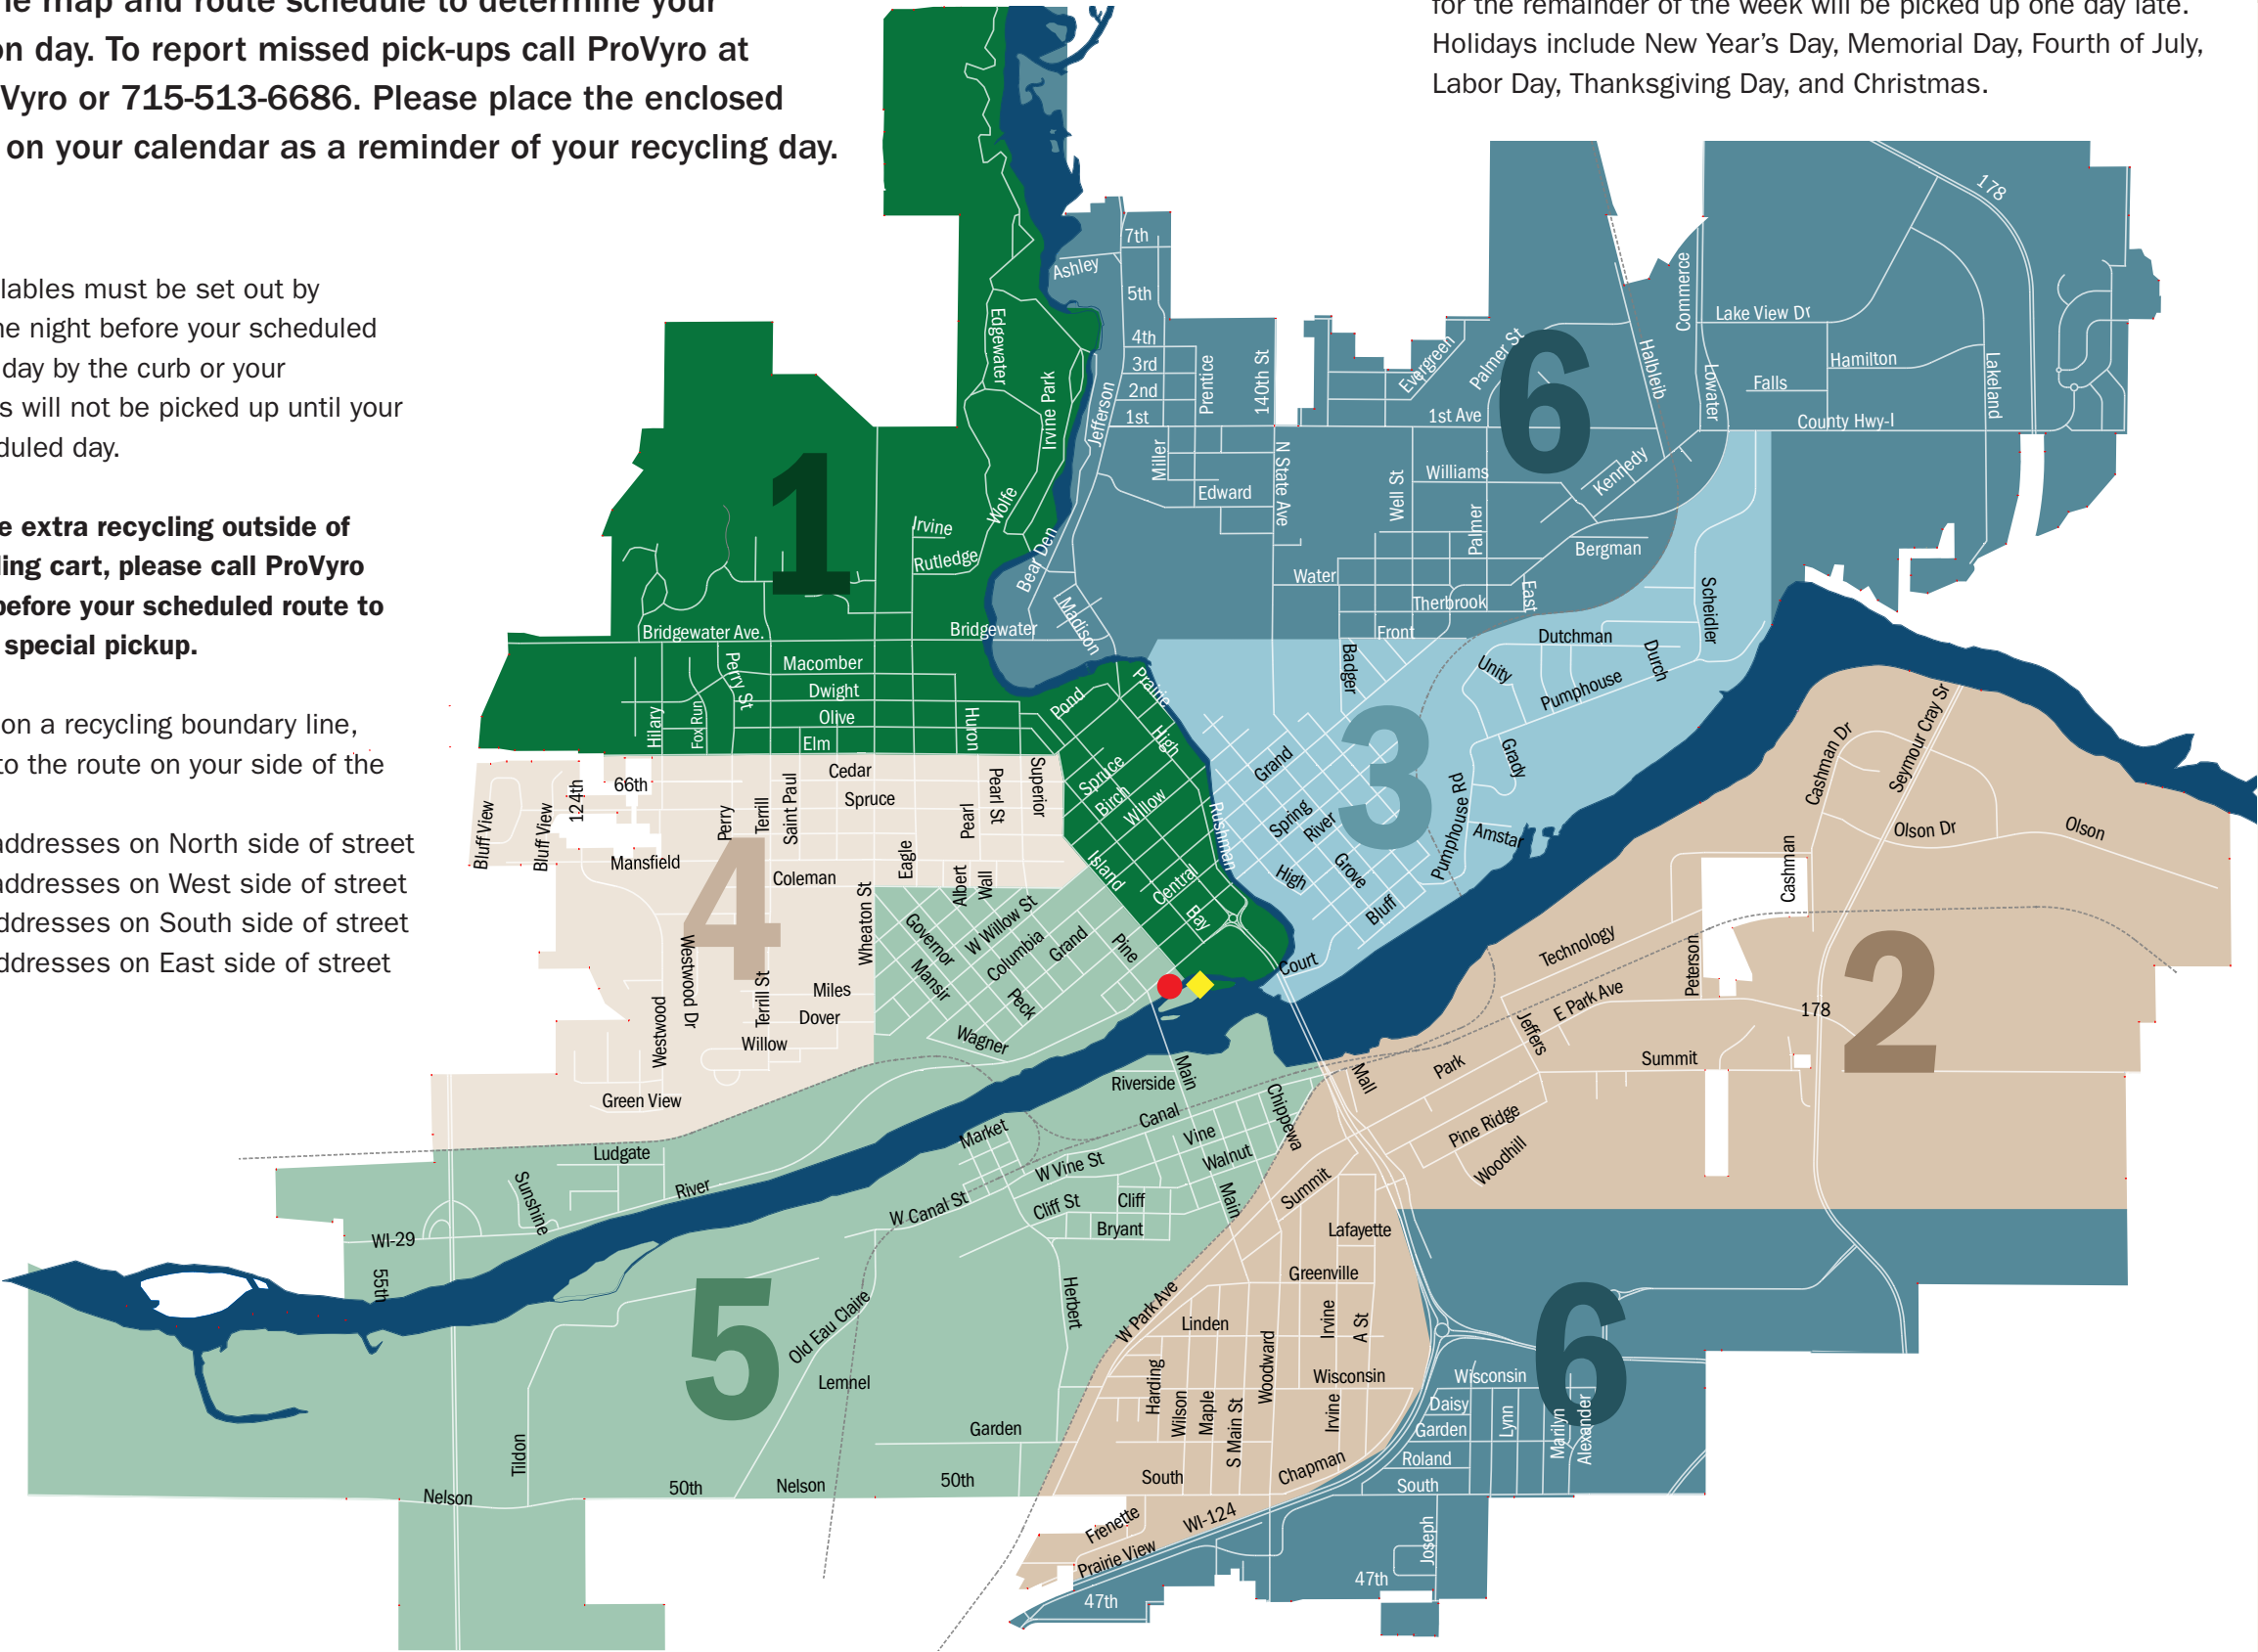 he map and route schedule to determine your
on day. To report missed pick-ups call ProVyro at
Vyro or 715-513-6686. Please place the enclosed
on your calendar as a reminder of your recycling day.
for the remainder of the week will be picked up one day late.
Holidays include New Year’s Day, Memorial Day, Fourth of July,
Labor Day, Thanksgiving Day, and Christmas.
lables must be set out by
he night before your scheduled
day by the curb or your
s will not be picked up until your
duled day.
e extra recycling outside of
ling cart, please call ProVyro
before your scheduled route to
special pickup.
on a recycling boundary line,
to the route on your side of the
addresses on North side of street
addresses on West side of street
ddresses on South side of street
ddresses on East side of street
178
7th
Ashley
5th
4th
3rd
2nd
1st
Prentice
140th St
Jefferson
Edgewater
Irvine Park
Evergreen
Palmer St
6
1st Ave
Halbleib
Commerce
Lowater
Lake View Dr
Hamilton
Falls
County Hwy-I
Lakeland
1
Irvine
Rutledge
Wolfe
Bear Den
Madison
Miller
Edward
N State Ave
Well St
Williams
Palmer
Kennedy
Bergman
Water
Therbrook
East
Front
Bridgewater Ave.
Bridgewater
Macomber
Dwight
Olive
Elm
Perry St
Hilary
Fox Run
Huron
Pond
Prairie
High
Spruce
Birch
Willow
Island
Central
Bay
Rushman
Badger
Dutchman
Scheidler
Durch
Unity
Pumphouse
Grady
3
Grand
Spring
River
High
Grove
Bluff
Pumphouse Rd
Amstar
Court
Cashman Dr
Seymour Cray Sr
Olson Dr
Olson
Cashman
Technology
Peterson
E Park Ave
Jeffers
178
2
Summit
Park
Mall
Pine Ridge
Woodhill
Bluff View
Bluff View
124th
66th
Cedar
Spruce
Perry
Terrill
Saint Paul
Pearl
Pearl St
Superior
Mansfield
Coleman
Eagle
Albert
Wall
4
Wheaton St
Westwood Dr
Westwood
Terrill St
Miles
Dover
Willow
Green View
Governor
Mansir
W Willow St
Columbia
Grand
Pine
Peck
Wagner
Main
Riverside
Canal
Chippewa
Vine
Walnut
Market
W Vine St
W Canal St
Cliff St
Cliff
Bryant
Main
Summit
Ludgate
Sunshine
River
WI-29
55th
5
Old Eau Claire
Lemnel
Herbert
Garden
Tildon
Nelson
50th
Nelson
50th
W Park Ave
Lafayette
Greenville
Linden
Irvine
A St
Woodward
Wisconsin
Harding
Wilson
Maple
S Main St
Irvine
South
Chapman
Frenette
WI-124
Prairie View
47th
6
Wisconsin
Daisy
Garden
Lynn
Marilyn
Alexander
Roland
South
Joseph
47th